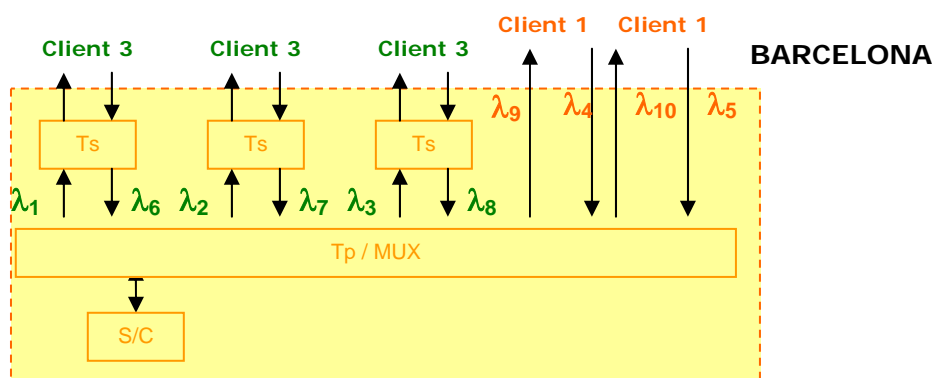 Client 1 Client 1
Client 3 Client 3 Client 3
BARCELONA
λ9 λ4 λ10 λ5
Ts Ts Ts
λ1 λ6 λ2 λ7 λ3 λ8
Tp / MUX
S/C